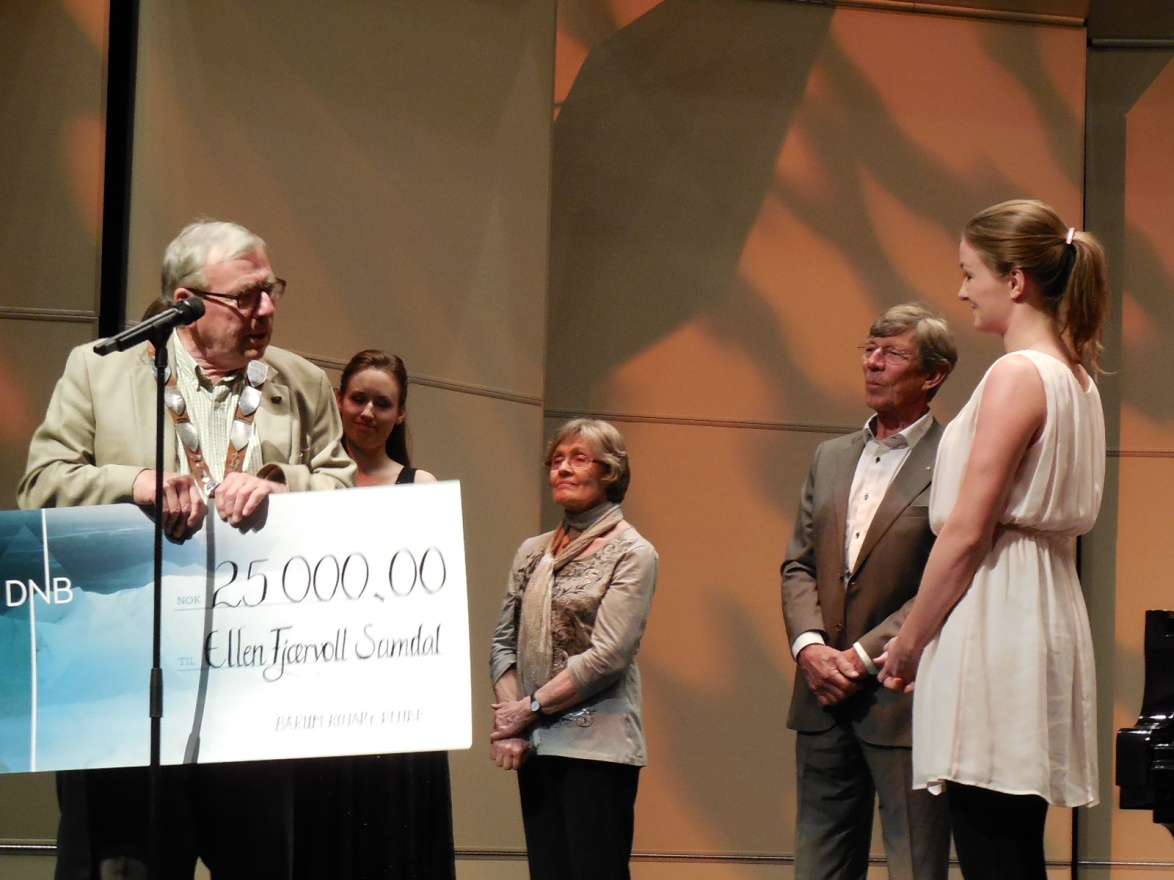 DNB
NOK 25 000,00
TIL Ellen Fjærvoll Samdal
BÆRUM ROTARY KLUBB